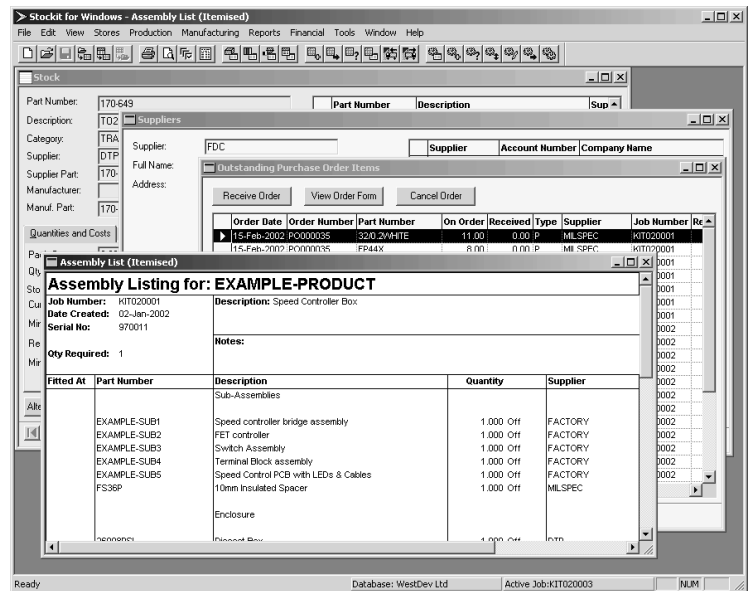 Stockit for Windows - Assembly List (Itemised)
File Edit View Stores Production Manufacturing Reports Financial Tools Window Help
Stock
Part Number: 170-649
Part Number Description Sup
Description: T02
Suppliers
Category: TRA
Supplier: DTP
Supplier Part: 170-
Manufacturer:
Manuf. Part: 170-
Quantities and Costs
Supplier: FDC
Supplier Account Number Company Name
Full Name:
Address:
Outstanding Purchase Order Items
Receive Order View Order Form Cancel Order
Order Date Order Number Part Number On Order Received Type Supplier Job Number Re
15-Feb-2002 PO000035 32/0.2WHITE 11.00 0.00 P MILSPEC KIT020001
15-Feb-2002 PO000035 FP44X 8.00 0.00 P MILSPEC KIT020001
Assembly List (Itemised)
Assembly Listing for: EXAMPLE-PRODUCT
Job Number: KIT020001 Description: Speed Controller Box
Date Created: 02-Jan-2002
Serial No: 970011
Notes:
Qty Required: 1
Fitted At Part Number Description Quantity Supplier
Sub-Assemblies
EXAMPLE-SUB1 Speed controller bridge assembly 1.000 Off FACTORY
EXAMPLE-SUB2 FET controller 1.000 Off FACTORY
EXAMPLE-SUB3 Switch Assembly 1.000 Off FACTORY
EXAMPLE-SUB4 Terminal Block assembly 1.000 Off FACTORY
EXAMPLE-SUB5 Speed Control PCB with LEDs & Cables 1.000 Off FACTORY
FS36P 10mm Insulated Spacer 1.000 Off MILSPEC
Enclosure
Ready Database: WestDev Ltd Active Job:KIT020003 NUM